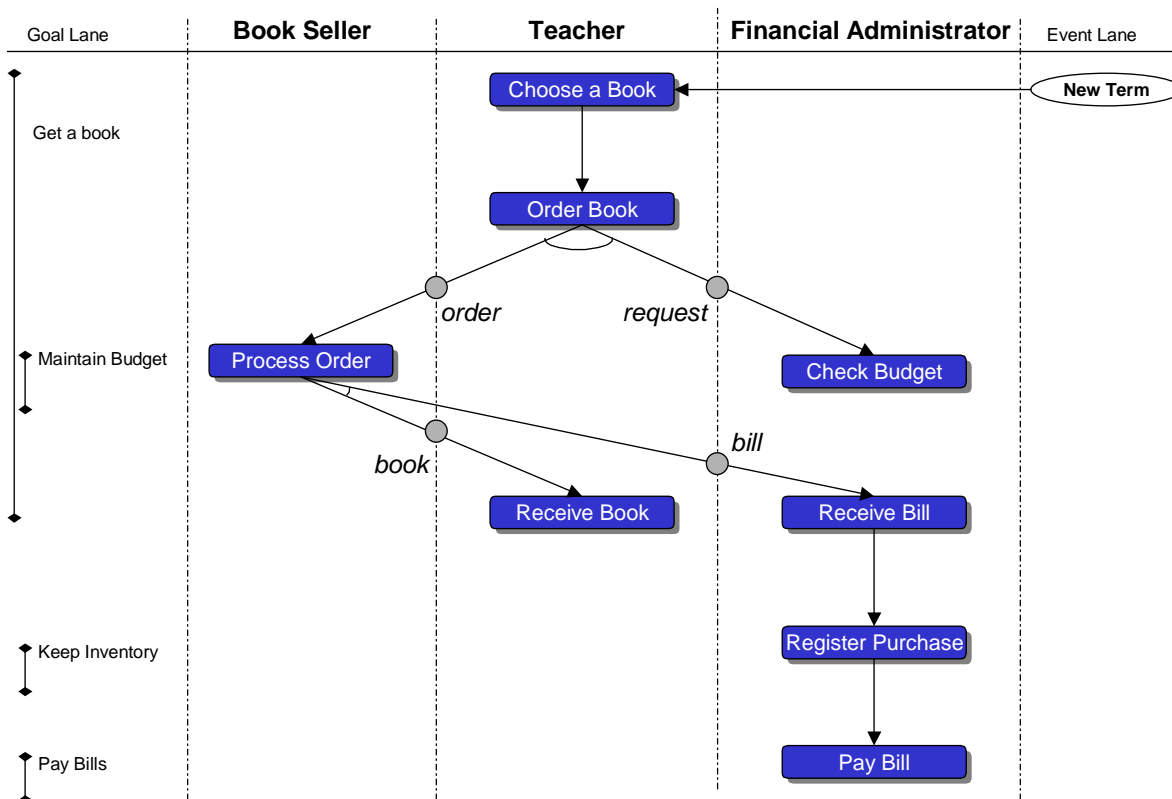 Goal Lane
Book Seller
Teacher
Financial Administrator
Event Lane
Choose a Book
New Term
Get a book
Order Book
order
request
Maintain Budget
Process Order
Check Budget
book
bill
Receive Book
Receive Bill
Keep Inventory
Register Purchase
Pay Bills
Pay Bill